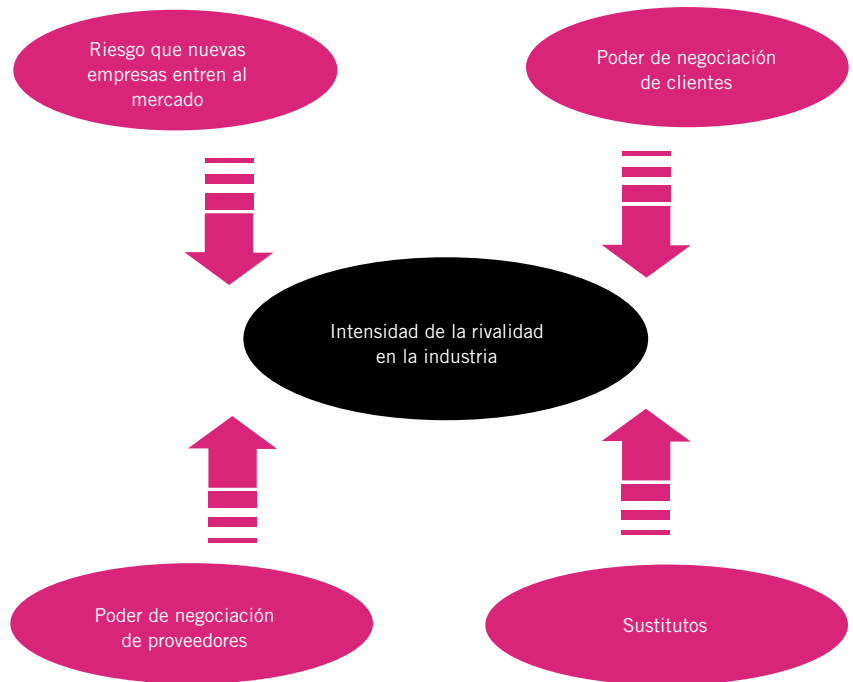 Riesgo que nuevas
empresas entren al
mercado
Poder de negociación
de clientes
Intensidad de la rivalidad
en la industria
Poder de negociación
de proveedores
Sustitutos